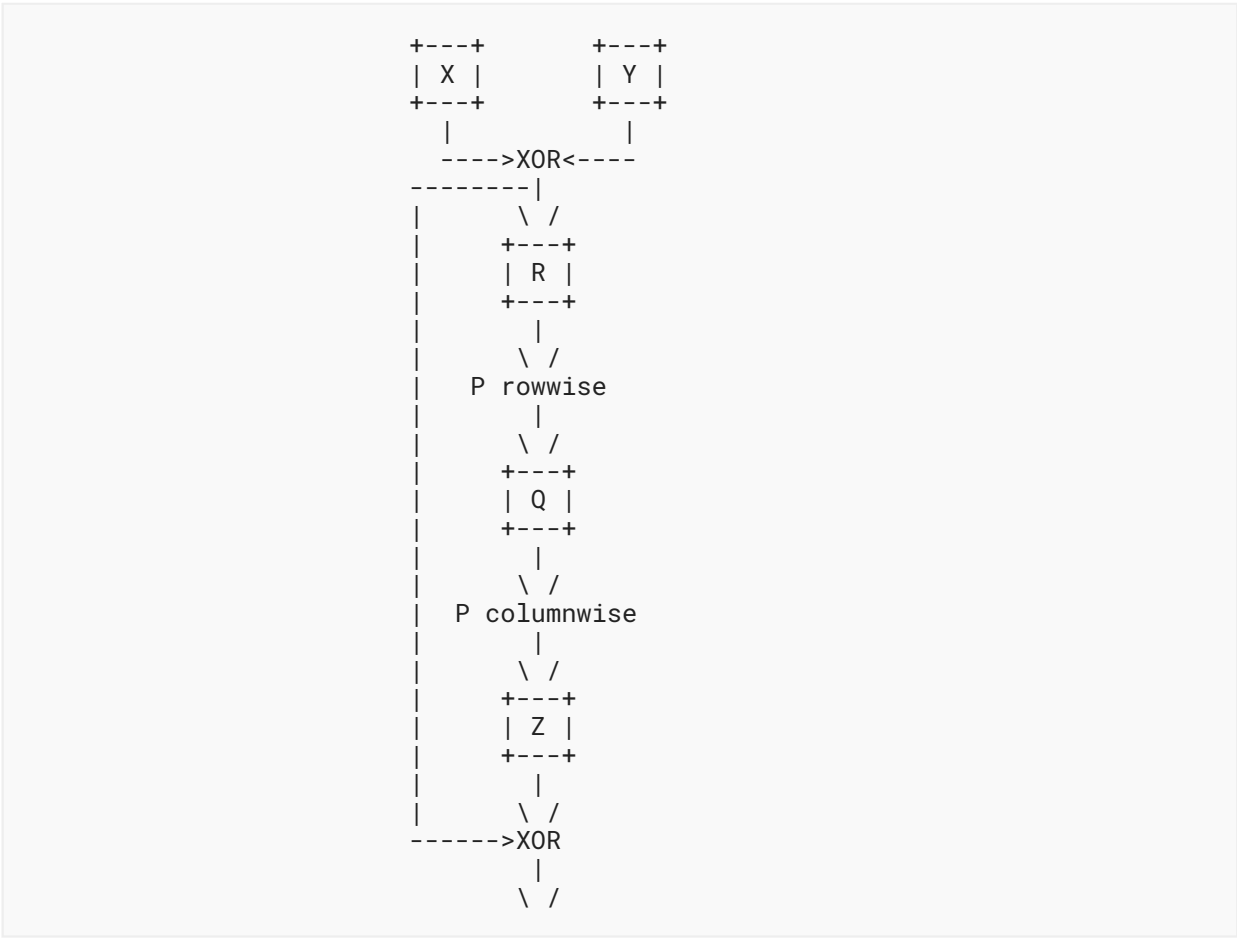 +---+       +---+
| X |       | Y |
+---+       +---+
  |           |
  ---->XOR<----
--------|
|      \ /
|     +---+
|     | R |
|     +---+
|       |
|      \ /
|   P rowwise
|       |
|      \ /
|     +---+
|     | Q |
|     +---+
|       |
|      \ /
|  P columnwise
|       |
|      \ /
|     +---+
|     | Z |
|     +---+
|       |
|      \ /
------>XOR
        |
       \ /